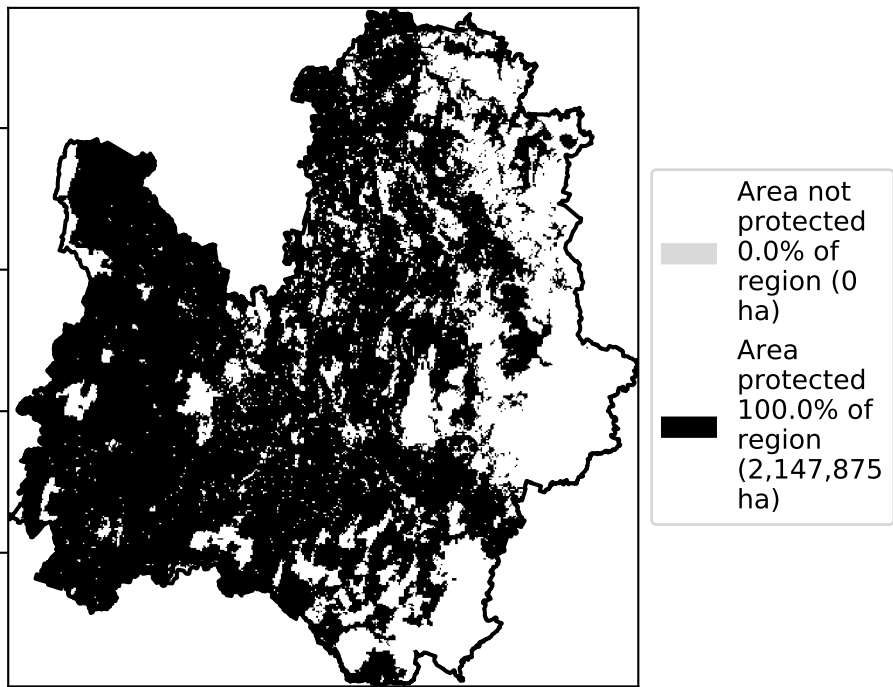 Area not
protected
0.0% of
region (0
ha)
Area
protected
100.0% of
region
(2,147,875
ha)